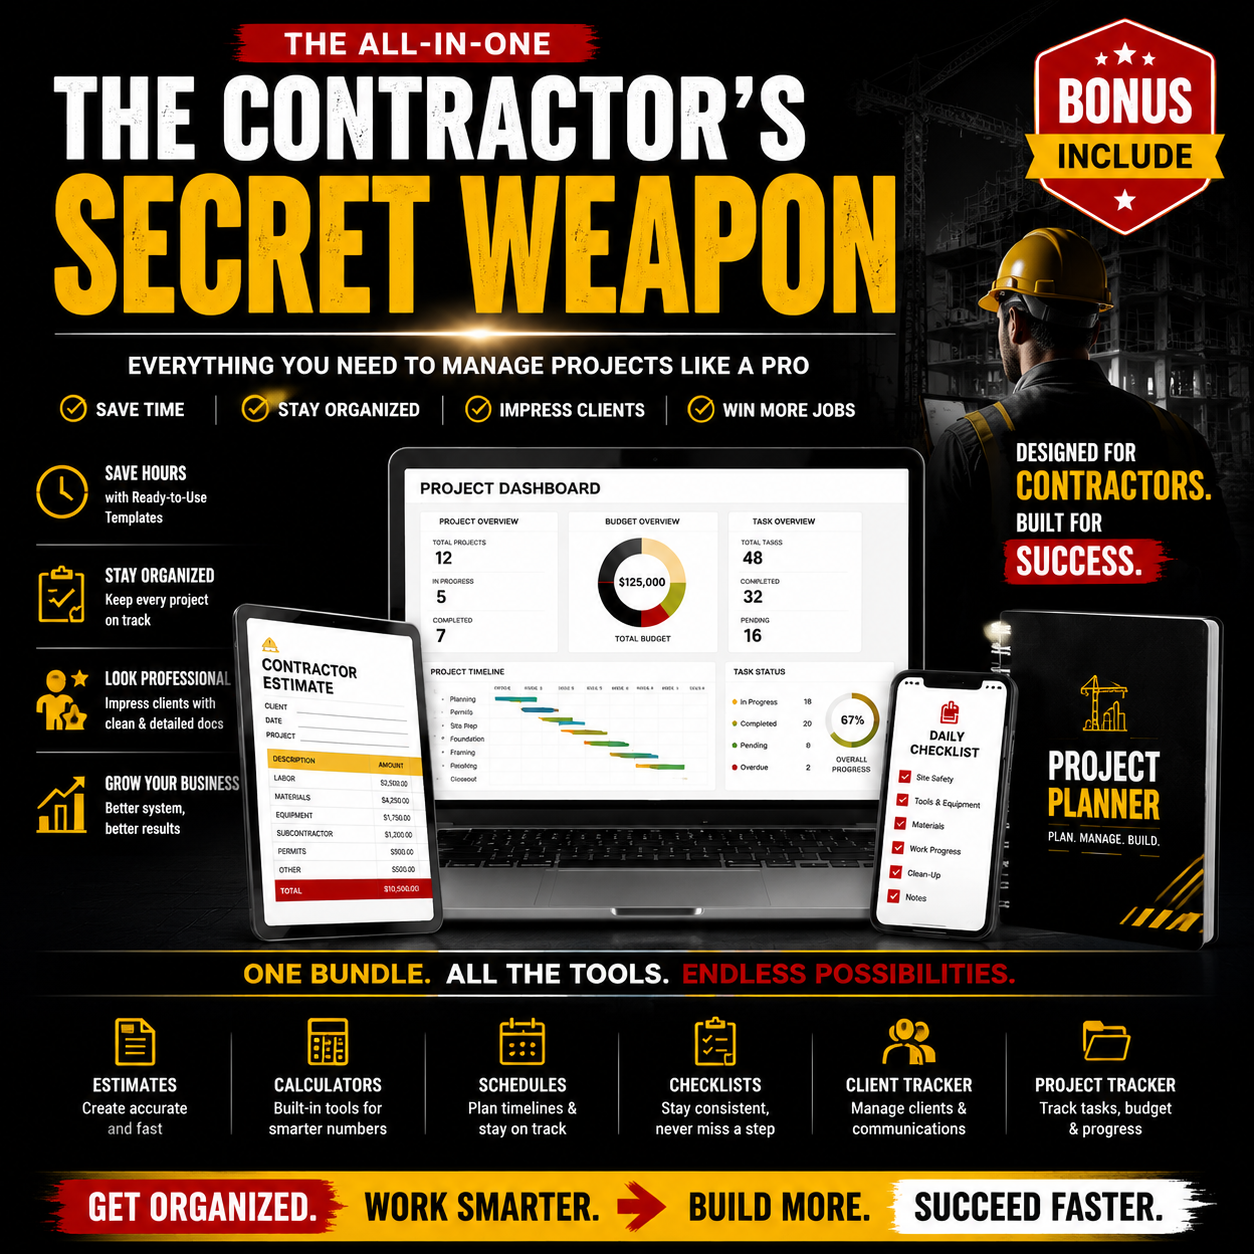 THE ALL-IN-ONE
THE CONTRACTOR'S
SECRET WEAPON
BONUS
INCLUDE
EVERYTHING YOU NEED TO MANAGE PROJECTS LIKE A PRO
SAVE TIME
STAY ORGANIZED
IMPRESS CLIENTS
WIN MORE JOBS
DESIGNED FOR
CONTRACTORS.
BUILT FOR
SUCCESS.
SAVE HOURS
with Ready-to-Use
Templates
STAY ORGANIZED
Keep every project
on track
LOOK PROFESSIONAL
Impress clients with
clean & detailed docs
GROW YOUR BUSINESS
Better system,
better results
CONTRACTOR
ESTIMATE
CLIENT
DATE
PROJECT
DESCRIPTION AMOUNT
LABOR $2,500.00
MATERIALS $4,250.00
EQUIPMENT $1,750.00
SUBCONTRACTOR $1,200.00
PERMITS $500.00
OTHER $500.00
TOTAL $10,500.00
PROJECT DASHBOARD
PROJECT OVERVIEW
TOTAL PROJECTS
12
IN PROGRESS
5
COMPLETED
7
BUDGET OVERVIEW
$125,000
TOTAL BUDGET
TASK OVERVIEW
TOTAL TASKS
48
COMPLETED
32
PENDING
16
PROJECT TIMELINE
Planning
Permits
Site Prep
Foundation
Framing
Closeout
TASK STATUS
In Progress 18
Completed 20
Pending 8
Overdue 2
67%
OVERALL
PROGRESS
DAILY
CHECKLIST
Site Safety
Tools & Equipment
Materials
Work Progress
Clean-Up
Notes
PROJECT
PLANNER
PLAN. MANAGE. BUILD.
ONE BUNDLE. ALL THE TOOLS. ENDLESS POSSIBILITIES.
ESTIMATES
Create accurate
and fast
CALCULATORS
Built-in tools for
smarter numbers
SCHEDULES
Plan timelines &
stay on track
CHECKLISTS
Stay consistent,
never miss a step
CLIENT TRACKER
Manage clients &
communications
PROJECT TRACKER
Track tasks, budget
& progress
GET ORGANIZED. WORK SMARTER. BUILD MORE. SUCCEED FASTER.